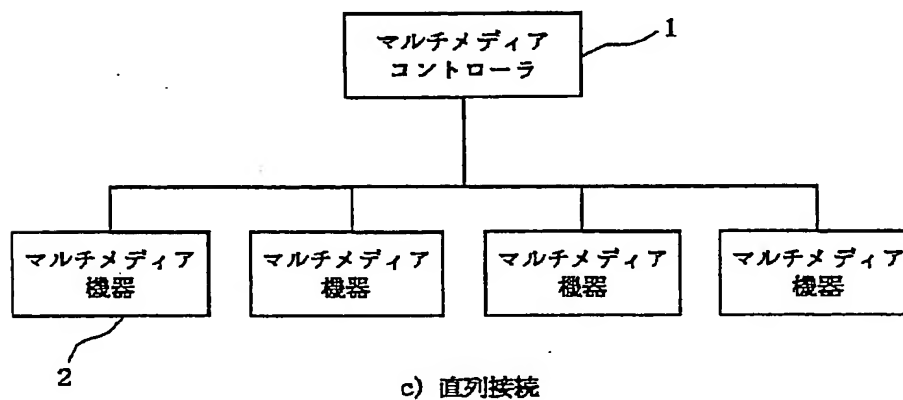 マルチメディア
コントローラ
1
マルチメディア
機器
マルチメディア
機器
マルチメディア
機器
マルチメディア
機器
2
c) 直列接続